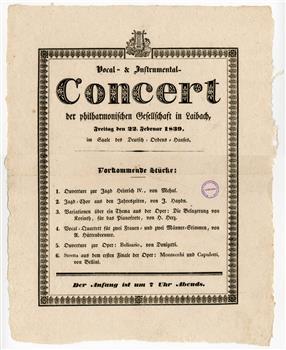 Vocal- & Instrumental-
Concert
der philharmonischen Gesellschaft in Laibach,
Freitag den 22. Februar 1839,
im Saale des Deutsch-Ordens-Hauses.
Vorkommende Stücke:
1. Ouverture zur Jagd Heinrich IV., von Mehul.
2. Jagd-Chor aus den Jahreszeiten, von J. Haydn.
3. Variationen über ein Thema aus der Oper: Die Belagerung von
Korinth, für das Pianoforte, von H. Herz.
4. Vocal-Quartett für zwei Frauen- und zwei Männer-Stimmen, von
A. Hüttenbrenner.
5. Ouverture zur Oper: Belisario, von Donizetti.
6. Stretta aus dem ersten Finale der Oper: Montecchi und Capuleti,
von Bellini.
Der Anfang ist um 7 Uhr Abends.